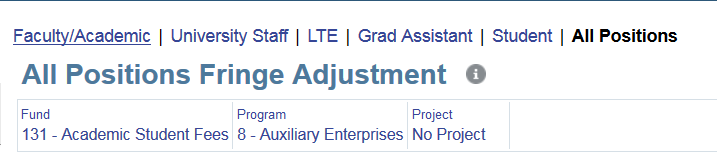 Faculty/Academic | University Staff | LTE | Grad Assistant | Student | All Positions
All Positions Fringe Adjustment i
Fund Program Project
131 - Academic Student Fees 8 - Auxiliary Enterprises No Project